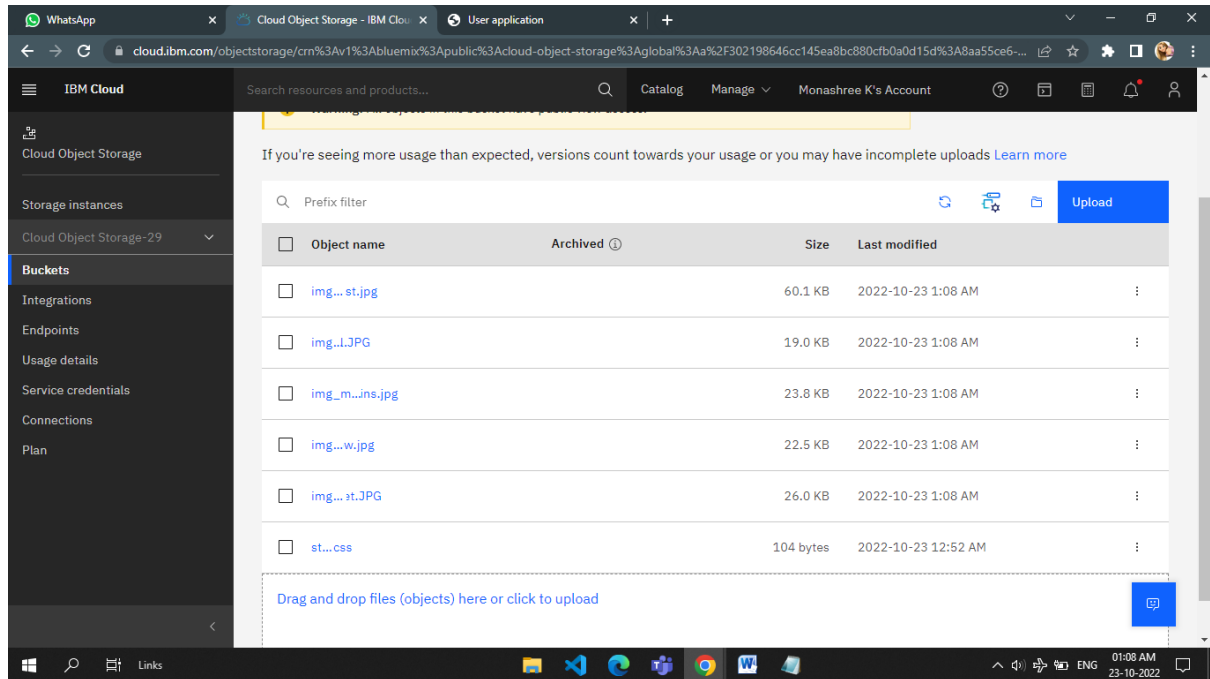 WhatsApp
Cloud Object Storage - IBM Clou
User application
cloud.ibm.com/objectstorage/crn%3Av1%3Abluemix%3Apublic%3Acloud-object-storage%3Aglobal%3Aa%2F302198646cc145ea8bc880cfb0a0d15d%3A8aa55ce6-...
IBM Cloud
Search resources and products...
Catalog
Manage
Monashree K's Account
Cloud Object Storage
Storage instances
Cloud Object Storage-29
Buckets
Integrations
Endpoints
Usage details
Service credentials
Connections
Plan
If you're seeing more usage than expected, versions count towards your usage or you may have incomplete uploads Learn more
Prefix filter
Upload
Object name Archived Size Last modified
img... st.jpg 60.1 KB 2022-10-23 1:08 AM
img...l.JPG 19.0 KB 2022-10-23 1:08 AM
img_m...ins.jpg 23.8 KB 2022-10-23 1:08 AM
img...w.jpg 22.5 KB 2022-10-23 1:08 AM
img... et.JPG 26.0 KB 2022-10-23 1:08 AM
st...css 104 bytes 2022-10-23 12:52 AM
Drag and drop files (objects) here or click to upload
Links
ENG
01:08 AM
23-10-2022